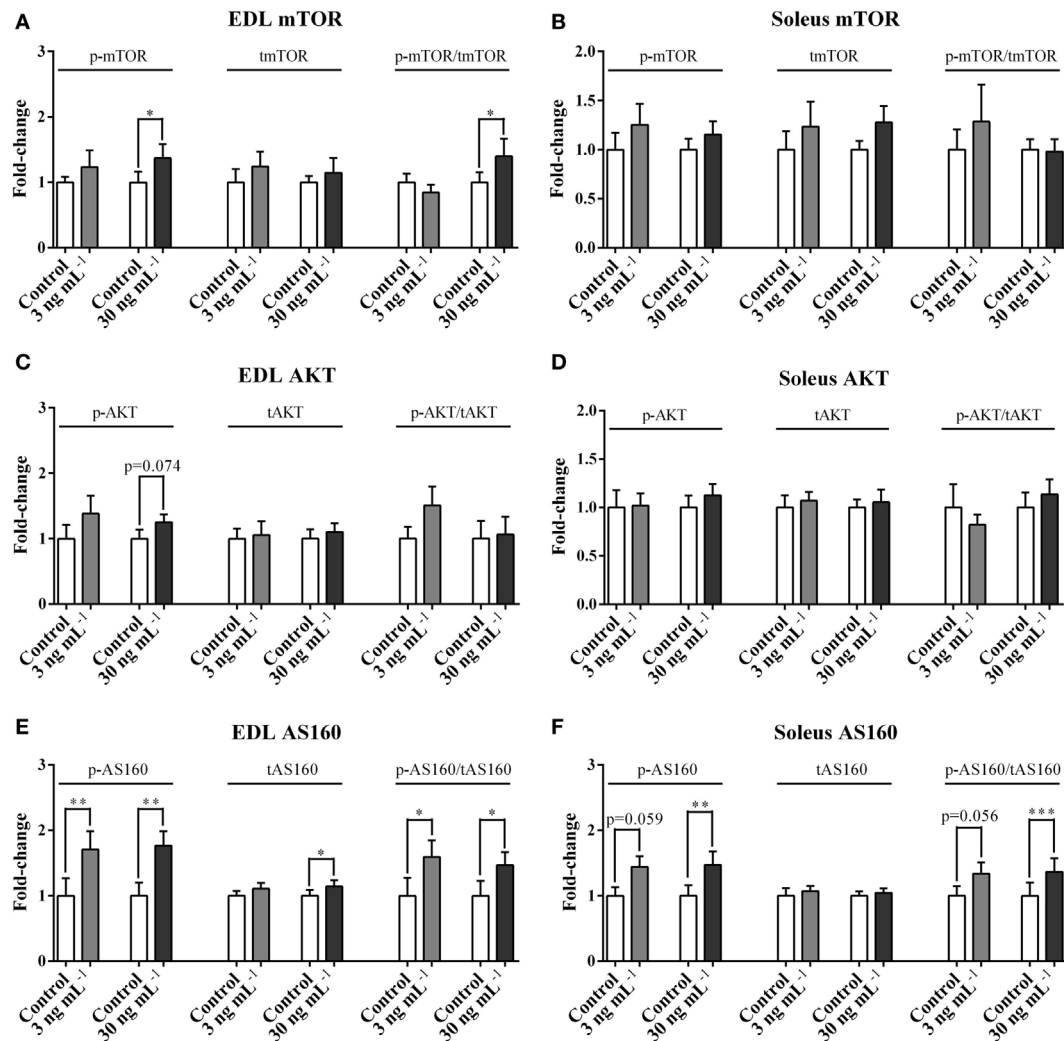 A
EDL mTOR
p-mTOR
tmTOR
p-mTOR/tmTOR
Fold-change
3
2
1
0
*
*
Control
3 ng mL-1
Control
30 ng mL-1
Control
3 ng mL-1
Control
30 ng mL-1
Control
3 ng mL-1
Control
30 ng mL-1
B
Soleus mTOR
p-mTOR
tmTOR
p-mTOR/tmTOR
Fold-change
2.0
1.5
1.0
0.5
0.0
Control
3 ng mL-1
Control
30 ng mL-1
Control
3 ng mL-1
Control
30 ng mL-1
Control
3 ng mL-1
Control
30 ng mL-1
C
EDL AKT
p-AKT
tAKT
p-AKT/tAKT
Fold-change
3
2
1
0
p=0.074
Control
3 ng mL-1
Control
30 ng mL-1
Control
3 ng mL-1
Control
30 ng mL-1
Control
3 ng mL-1
Control
30 ng mL-1
D
Soleus AKT
p-AKT
tAKT
p-AKT/tAKT
Fold-change
2.0
1.5
1.0
0.5
0.0
Control
3 ng mL-1
Control
30 ng mL-1
Control
3 ng mL-1
Control
30 ng mL-1
Control
3 ng mL-1
Control
30 ng mL-1
E
EDL AS160
p-AS160
tAS160
p-AS160/tAS160
Fold-change
3
2
1
0
**
**
*
*
*
Control
3 ng mL-1
Control
30 ng mL-1
Control
3 ng mL-1
Control
30 ng mL-1
Control
3 ng mL-1
Control
30 ng mL-1
F
Soleus AS160
p-AS160
tAS160
p-AS160/tAS160
Fold-change
3
2
1
0
p=0.059
**
p=0.056
***
Control
3 ng mL-1
Control
30 ng mL-1
Control
3 ng mL-1
Control
30 ng mL-1
Control
3 ng mL-1
Control
30 ng mL-1